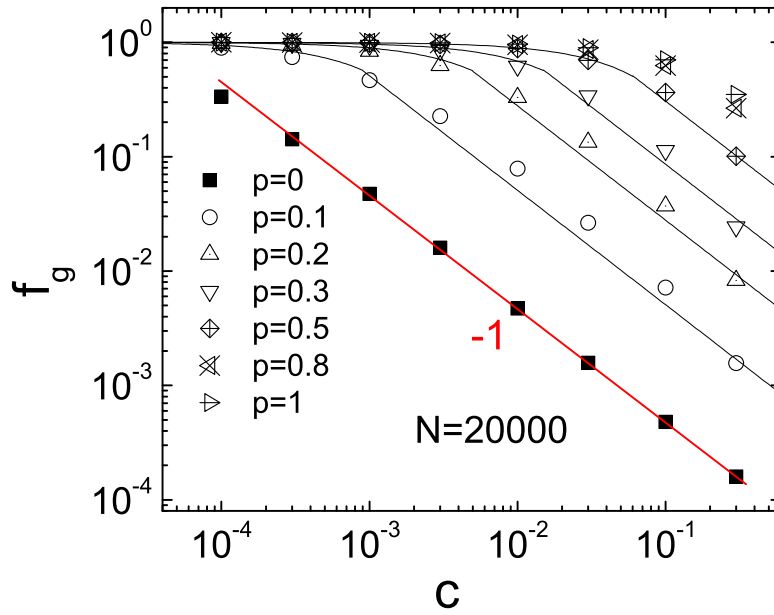 10^0
10^-1
10^-2
10^-3
10^-4
f_g
p=0
p=0.1
p=0.2
p=0.3
p=0.5
p=0.8
p=1
-1
N=20000
10^-4
10^-3
10^-2
10^-1
c